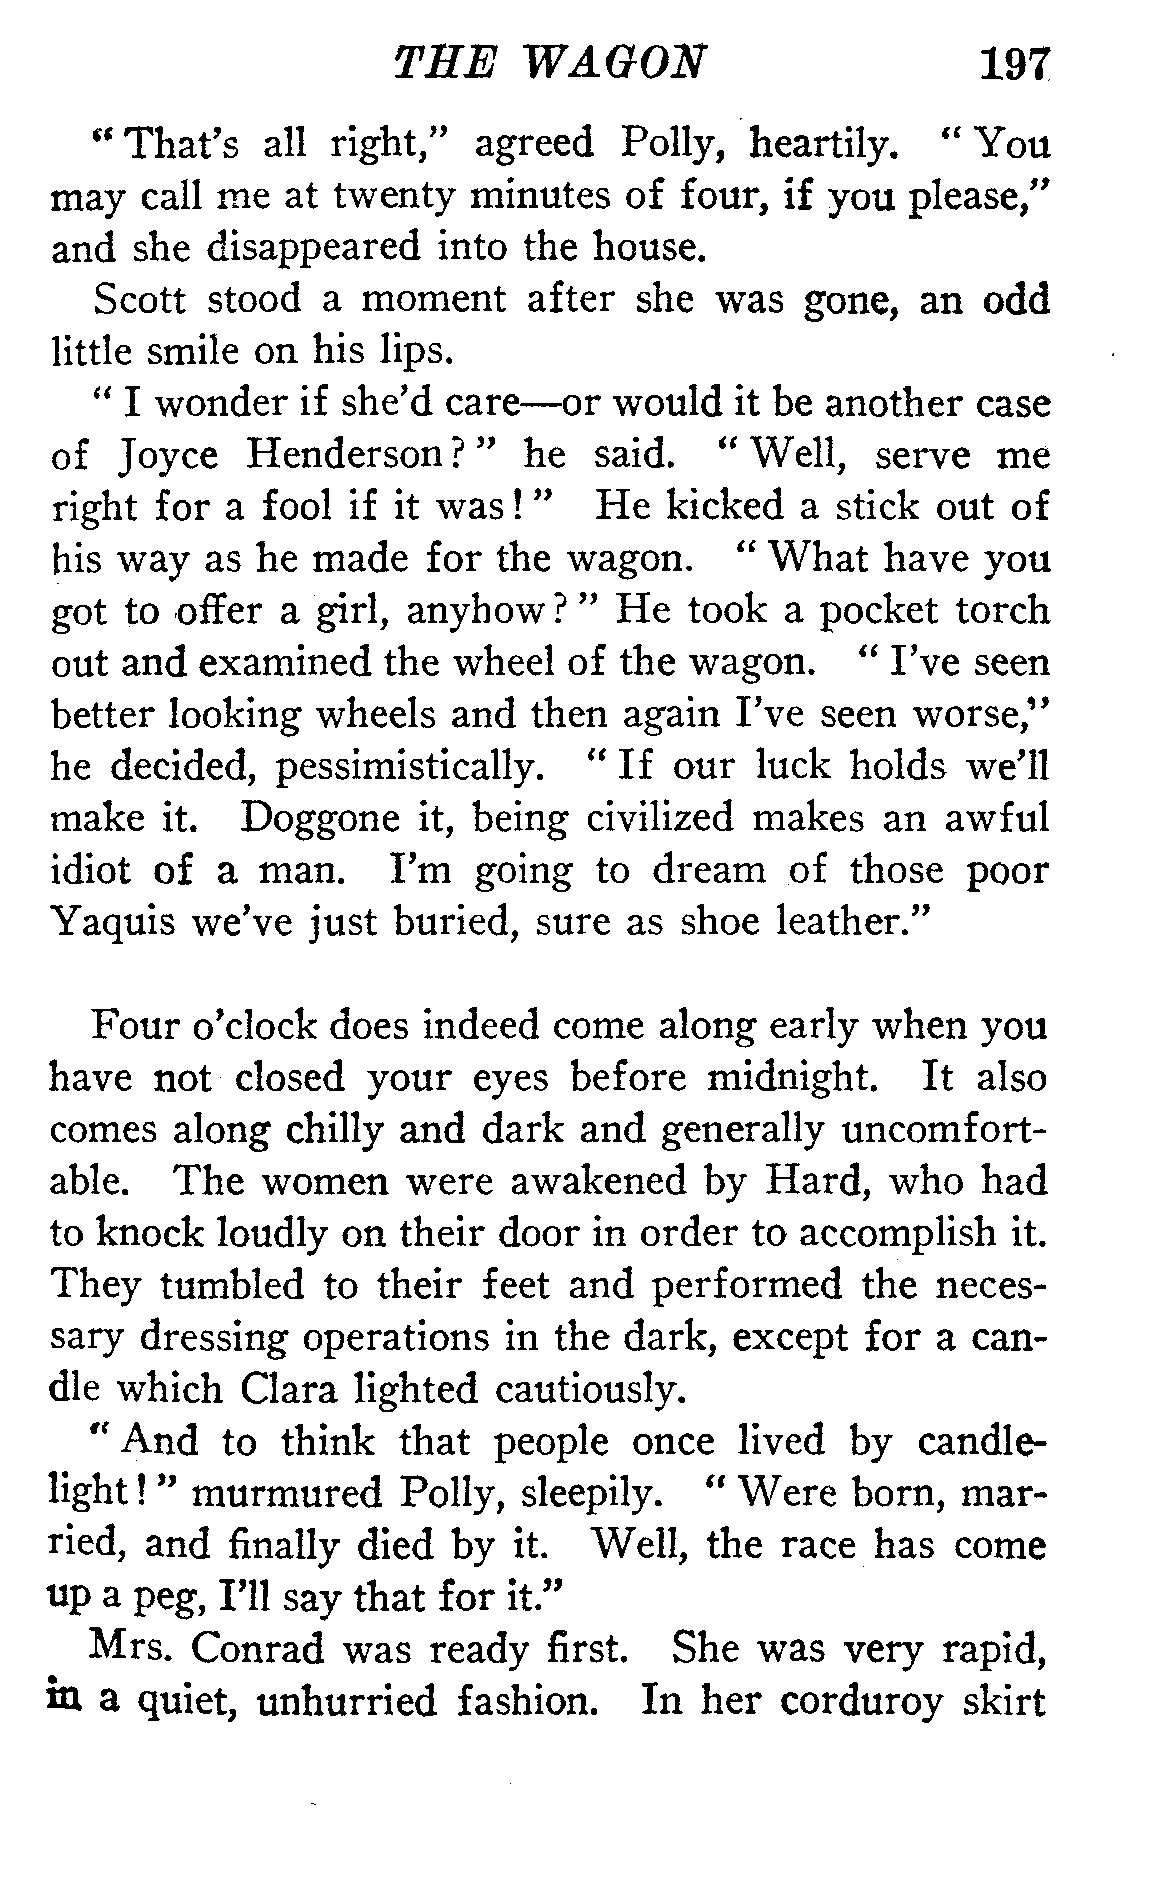 THE WAGON 197
" That's all right," agreed Polly, heartily. " You
may call me at twenty minutes of four, if you please,"
and she disappeared into the house.
Scott stood a moment after she was gone, an odd
little smile on his lips.
" I wonder if she'd care—or would it be another case
of Joyce Henderson? " he said. " Well, serve me
right for a fool if it was! " He kicked a stick out of
his way as he made for the wagon. " What have you
got to offer a girl, anyhow? " He took a pocket torch
out and examined the wheel of the wagon. " I've seen
better looking wheels and then again I've seen worse,"
he decided, pessimistically. " If our luck holds we'll
make it. Doggone it, being civilized makes an awful
idiot of a man. I'm going to dream of those poor
Yaquis we've just buried, sure as shoe leather."
Four o'clock does indeed come along early when you
have not closed your eyes before midnight. It also
comes along chilly and dark and generally uncomfort-
able. The women were awakened by Hard, who had
to knock loudly on their door in order to accomplish it.
They tumbled to their feet and performed the neces-
sary dressing operations in the dark, except for a can-
dle which Clara lighted cautiously.
" And to think that people once lived by candle-
light! " murmured Polly, sleepily. " Were born, mar-
ried, and finally died by it. Well, the race has come
up a peg, I'll say that for it."
Mrs. Conrad was ready first. She was very rapid,
in a quiet, unhurried fashion. In her corduroy skirt